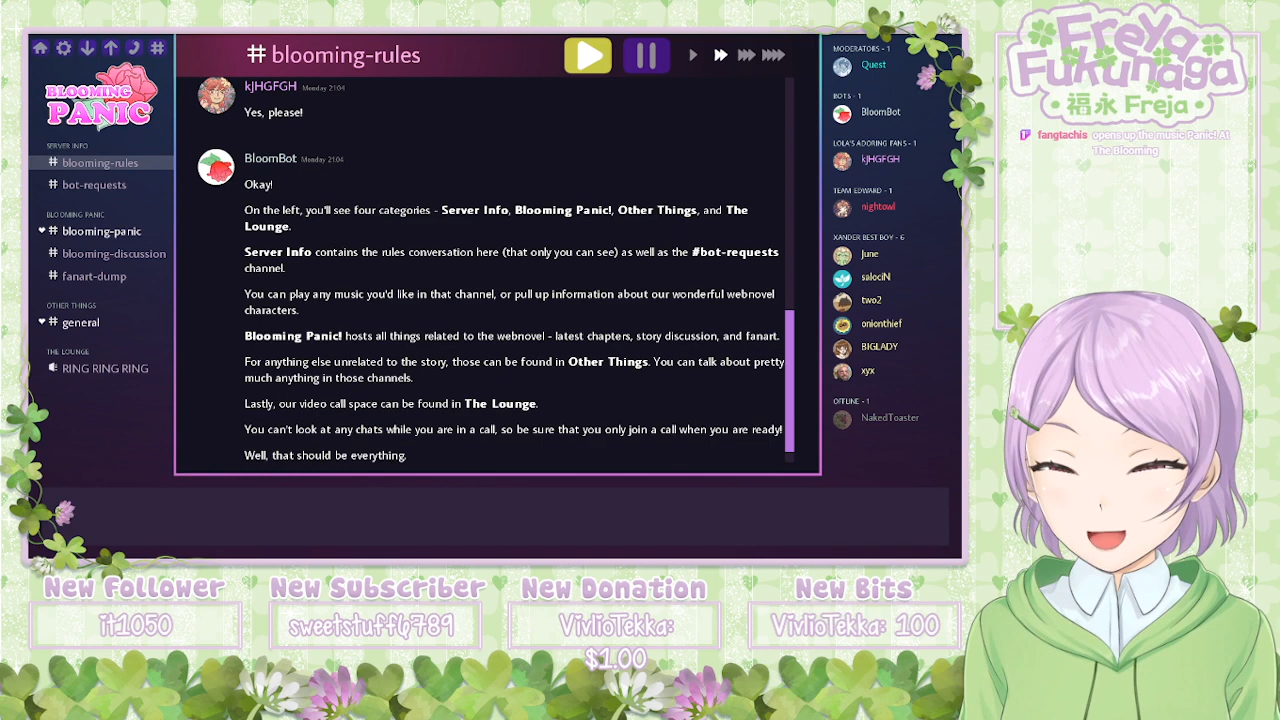 BLOOMING
PANIC
SERVER INFO
# blooming-rules
# bot-requests
BLOOMING PANIC
# blooming-panic
# blooming-discussion
# fanart-dump
OTHER THINGS
# general
THE LOUNGE
RING RING RING
# blooming-rules
kJHGFGH Monday 21:04
Yes, please!
BloomBot Monday 21:04
Okay!
On the left, you'll see four categories - Server Info, Blooming Panic!, Other Things, and The
Lounge.
Server Info contains the rules conversation here (that only you can see) as well as the #bot-requests
channel.
You can play any music you'd like in that channel, or pull up information about our wonderful webnovel
characters.
Blooming Panic! hosts all things related to the webnovel - latest chapters, story discussion, and fanart.
For anything else unrelated to the story, those can be found in Other Things. You can talk about pretty
much anything in those channels.
Lastly, our video call space can be found in The Lounge.
You can't look at any chats while you are in a call, so be sure that you only join a call when you are ready!
Well, that should be everything.
MODERATORS - 1
Quest
BOTS - 1
BloomBot
LOLA'S ADORING FANS - 1
kJHGFGH
TEAM EDWARD - 1
nightowl
XANDER BEST BOY - 6
June
salociN
two2
onionthief
BIGLADY
xyx
OFFLINE - 1
NakedToaster
Freya
Fukunaga
福永 Freja
fangtachis opens up the music Panic! At
The Blooming
New Follower
it1050
New Subscriber
sweetstuff6789
New Donation
VivlioTekka:
$1.00
New Bits
VivlioTekka: 100